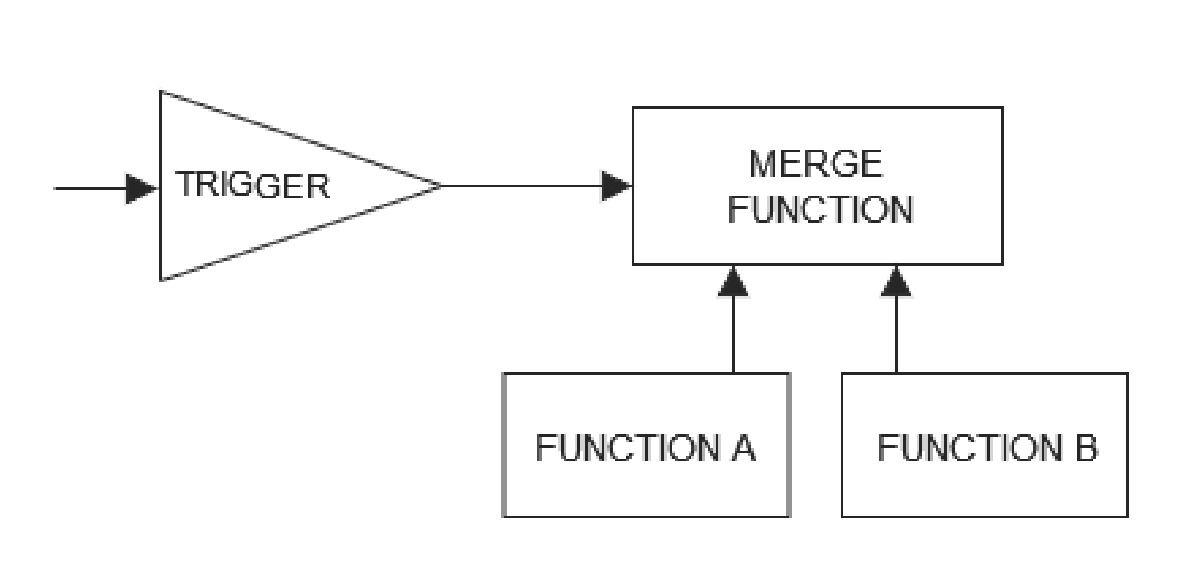 TRIGGER
MERGE
FUNCTION
FUNCTION A
FUNCTION B